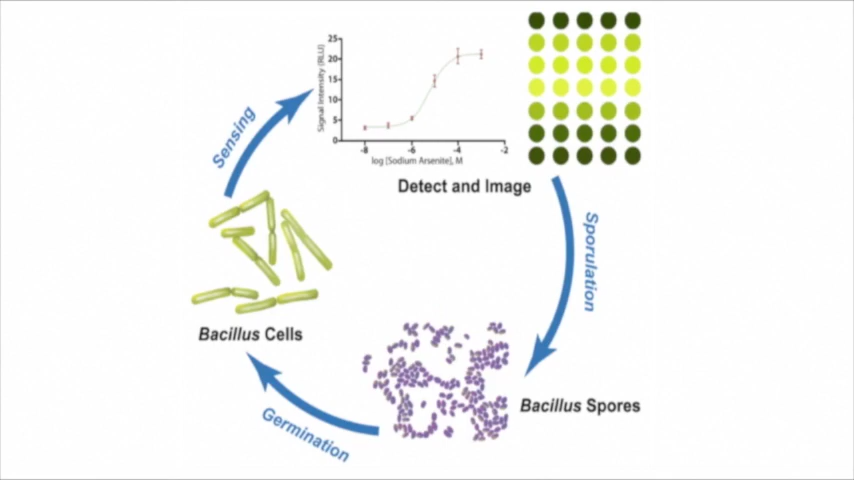 25
20
15
10
5
0
Signal Intensity (RLU)
-8 -6 -4 -2
log [Sodium Arsenite], M
Detect and Image
Sensing
Sporulation
Bacillus Cells
Bacillus Spores
Germination